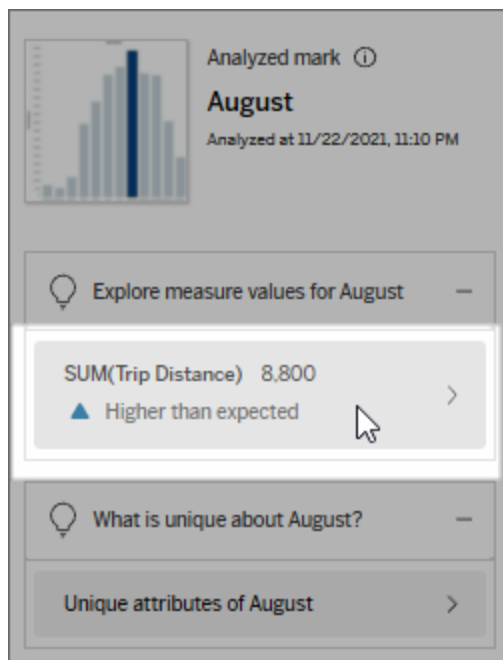 Analyzed mark
August
Analyzed at 11/22/2021, 11:10 PM
Explore measure values for August
SUM(Trip Distance) 8,800
Higher than expected
What is unique about August?
Unique attributes of August